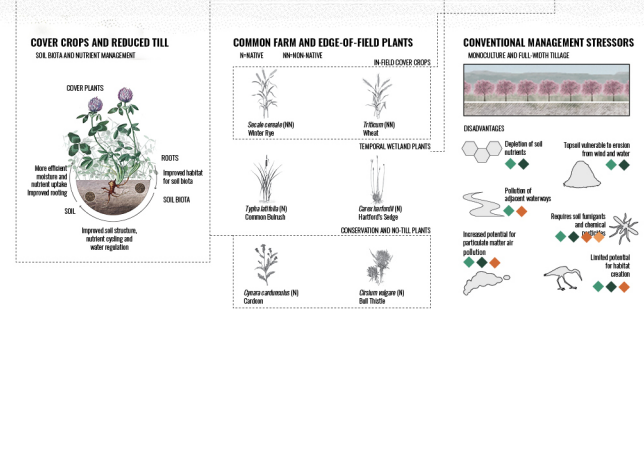 COVER CROPS AND REDUCED TILL
SOIL BIOTA AND NUTRIENT MANAGEMENT
COVER PLANTS
More efficient
moisture and
nutrient uptake
Improved rooting
SOIL
ROOTS
Improved habitat
for soil biota
SOIL BIOTA
Improved soil structure,
nutrient cycling and
water regulation
COMMON FARM AND EDGE-OF-FIELD PLANTS
N=NATIVE NN=NON-NATIVE
IN-FIELD COVER CROPS
Secale cereale (NN)
Winter Rye
Triticum (NN)
Wheat
TEMPORAL WETLAND PLANTS
Typha latifolia (N)
Common Bulrush
Carex hartfordii (N)
Hartford's Sedge
CONSERVATION AND NO-TILL PLANTS
Cynara cardunculus (N)
Cardoon
Cirsium vulgare (N)
Bull Thistle
CONVENTIONAL MANAGEMENT STRESSORS
MONOCULTURE AND FULL-WIDTH TILLAGE
DISADVANTAGES
Depletion of soil
nutrients
Topsoil vulnerable to erosion
from wind and water
Pollution of
adjacent waterways
Requires soil fumigants
and chemical
pesticides
Increased potential for
particulate matter air
pollution
Limited potential
for habitat
creation